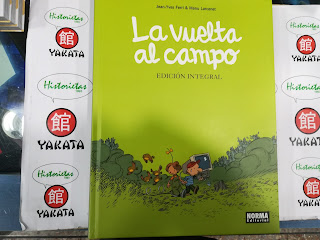 Jean-Yves Ferri & Manu Larcenet
La vuelta
al campo
EDICIÓN INTEGRAL
NORMA
Editorial
館
YAKATA
Historietas
館
YAKATA
Historietas
館
YAKATA
Historietas
館
YAKATA
Historietas
館
YAKATA
Historietas
館
YAKATA